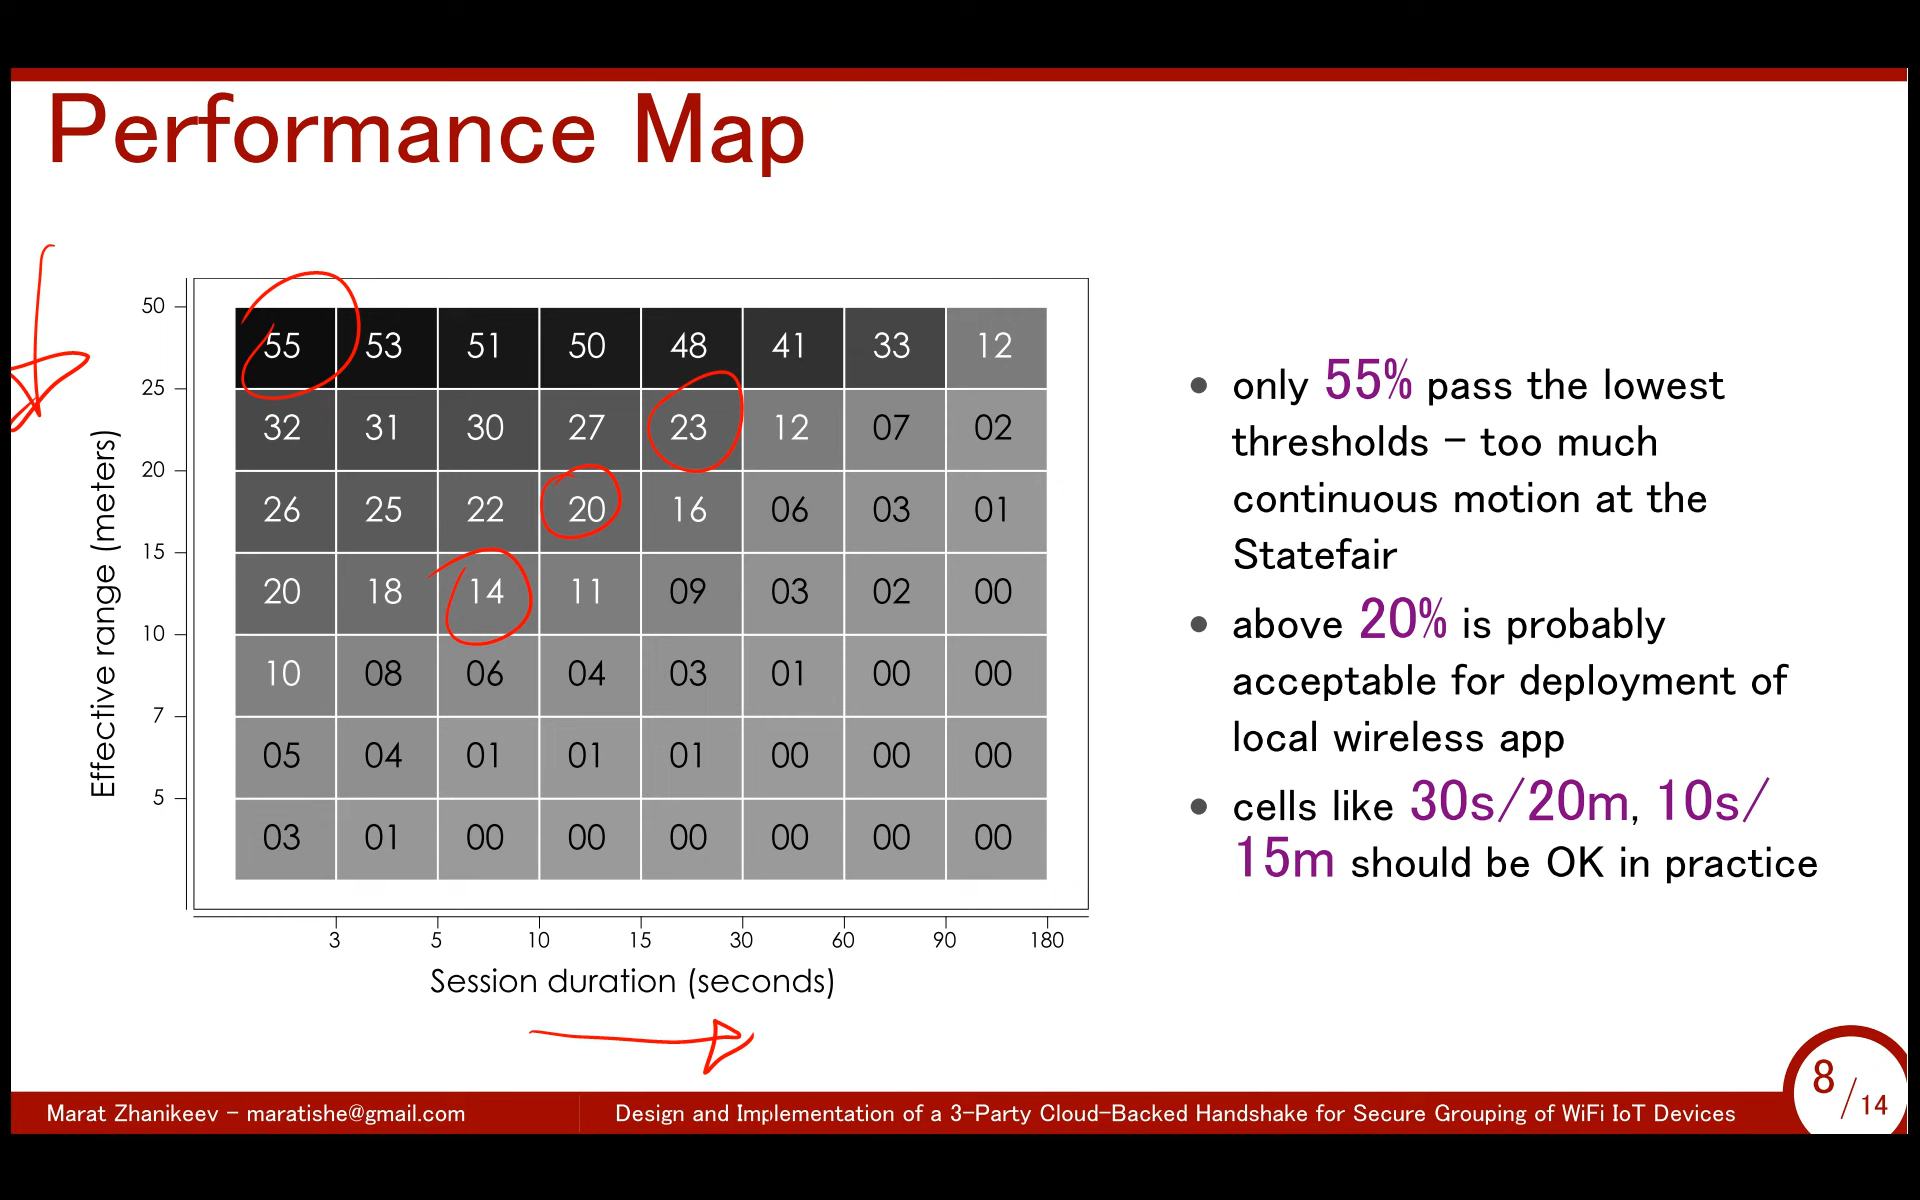 Performance Map
50
55 53 51 50 48 41 33 12
25
32 31 30 27 23 12 07 02
20
26 25 22 20 16 06 03 01
15
20 18 14 11 09 03 02 00
10
10 08 06 04 03 01 00 00
7
05 04 01 01 01 00 00 00
5
03 01 00 00 00 00 00 00
Effective range (meters)
3 5 10 15 30 60 90 180
Session duration (seconds)
only 55% pass the lowest
thresholds – too much
continuous motion at the
Statefair
above 20% is probably
acceptable for deployment of
local wireless app
cells like 30s/20m, 10s/
15m should be OK in practice
Marat Zhanikeev – maratishe@gmail.com
Design and Implementation of a 3-Party Cloud-Backed Handshake for Secure Grouping of WiFi IoT Devices
8/14